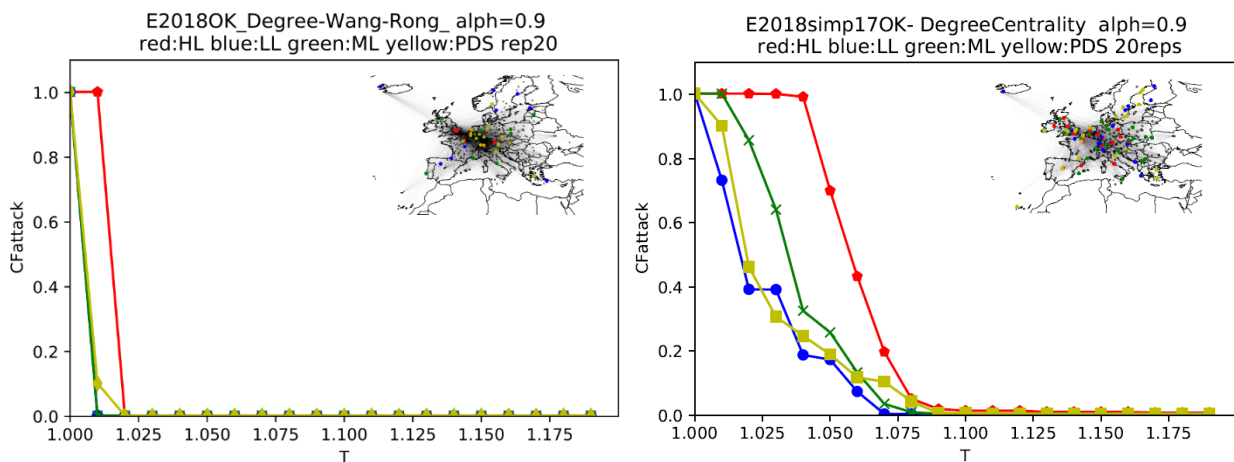 E2018OK_Degree-Wang-Rong_ alph=0.9
red:HL blue:LL green:ML yellow:PDS rep20
CFattack
1.0
0.8
0.6
0.4
0.2
0.0
1.000 1.025 1.050 1.075 1.100 1.125 1.150 1.175
T
E2018simp17OK- DegreeCentrality alph=0.9
red:HL blue:LL green:ML yellow:PDS 20reps
CFattack
1.0
0.8
0.6
0.4
0.2
0.0
1.000 1.025 1.050 1.075 1.100 1.125 1.150 1.175
T